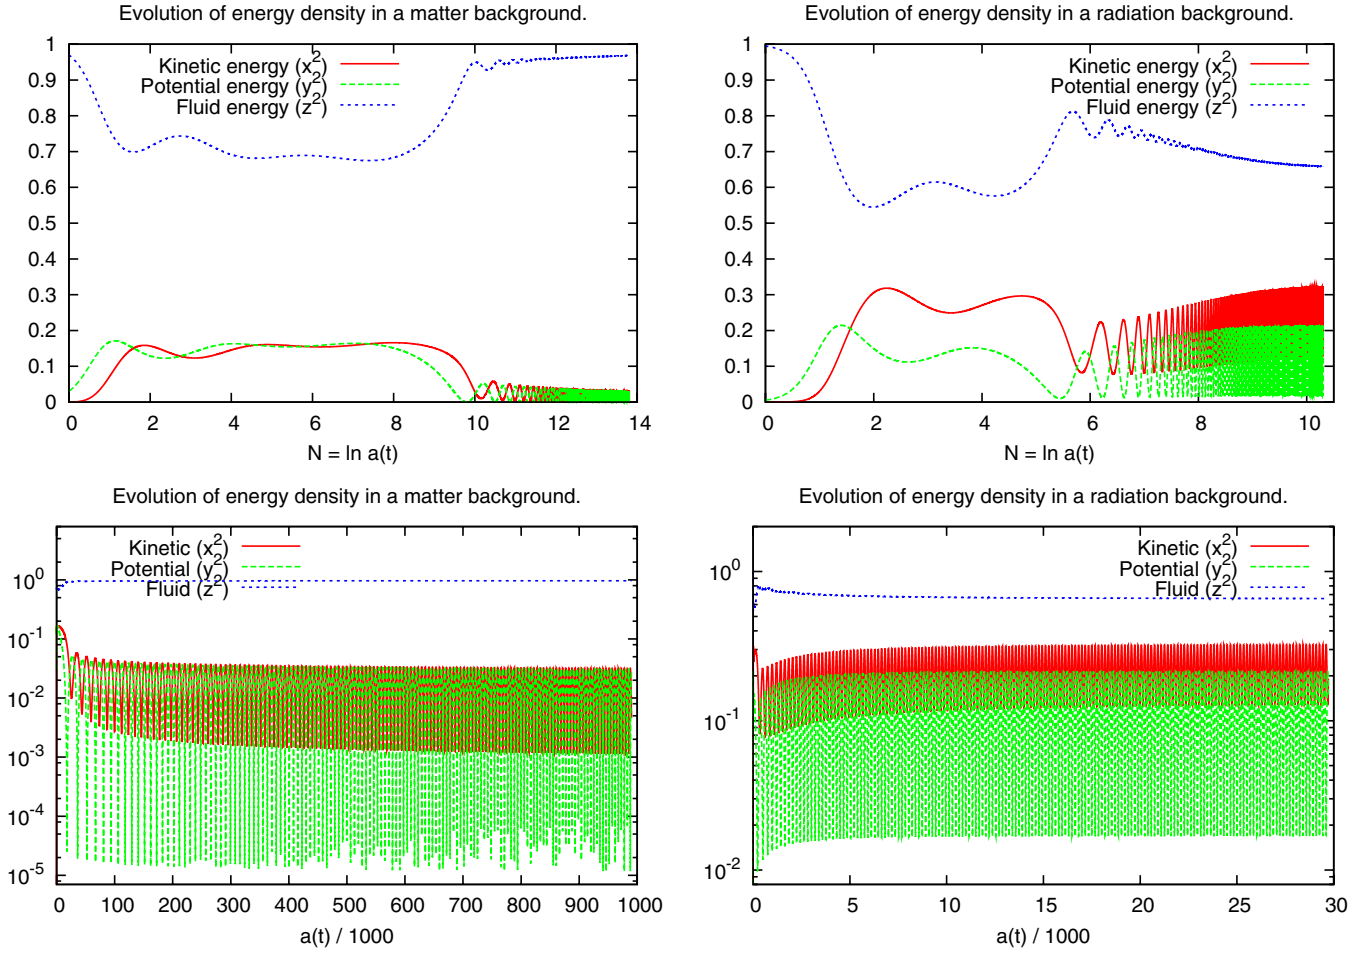 Evolution of energy density in a matter background.
1
0.9
0.8
0.7
0.6
0.5
0.4
0.3
0.2
0.1
0
Kinetic energy (x²)
Potential energy (y²)
Fluid energy (z²)
0 2 4 6 8 10 12 14
N = ln a(t)
Evolution of energy density in a radiation background.
1
0.9
0.8
0.7
0.6
0.5
0.4
0.3
0.2
0.1
0
Kinetic energy (x²)
Potential energy (y²)
Fluid energy (z²)
0 2 4 6 8 10
N = ln a(t)
Evolution of energy density in a matter background.
Kinetic (x²)
Potential (y²)
Fluid (z²)
10⁰
10⁻¹
10⁻²
10⁻³
10⁻⁴
10⁻⁵
0 100 200 300 400 500 600 700 800 900 1000
a(t) / 1000
Evolution of energy density in a radiation background.
Kinetic (x²)
Potential (y²)
Fluid (z²)
10⁰
10⁻¹
10⁻²
0 5 10 15 20 25 30
a(t) / 1000